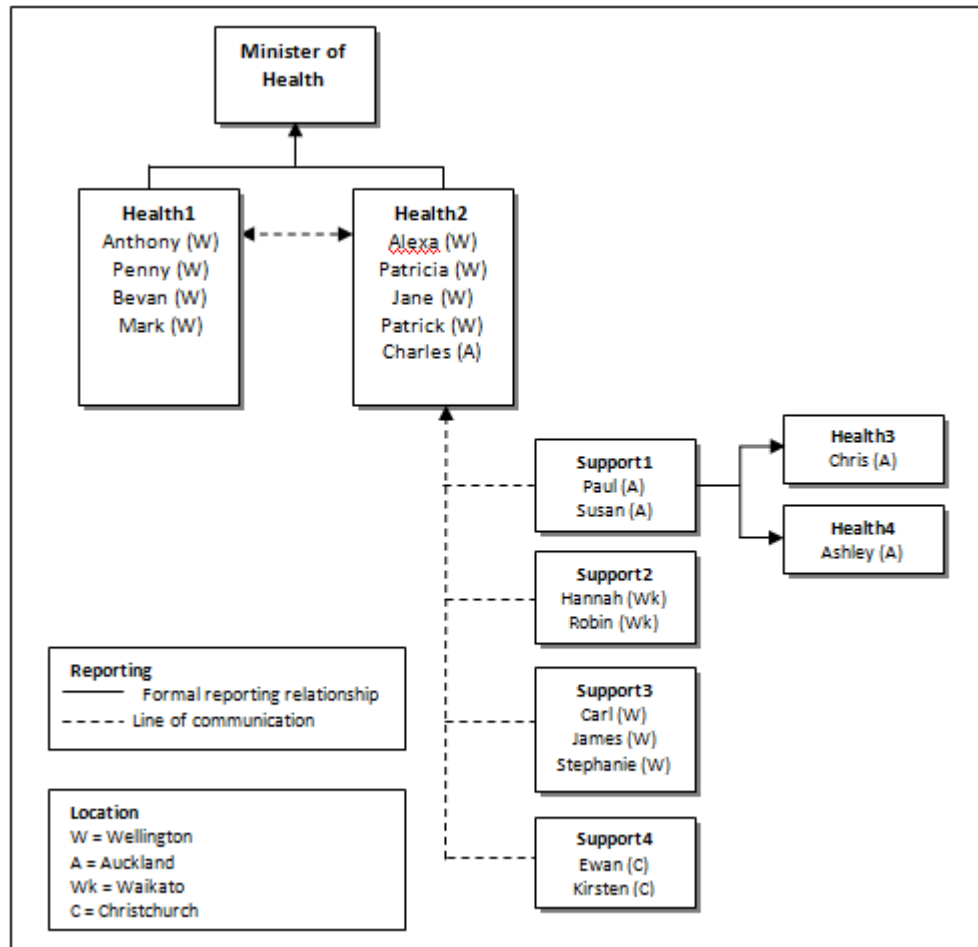 Minister of
Health
Health1
Anthony (W)
Penny (W)
Bevan (W)
Mark (W)
Health2
Alexa (W)
Patricia (W)
Jane (W)
Patrick (W)
Charles (A)
Support1
Paul (A)
Susan (A)
Health3
Chris (A)
Health4
Ashley (A)
Support2
Hannah (Wk)
Robin (Wk)
Support3
Carl (W)
James (W)
Stephanie (W)
Support4
Ewan (C)
Kirsten (C)
Reporting
Formal reporting relationship
Line of communication
Location
W = Wellington
A = Auckland
Wk = Waikato
C = Christchurch